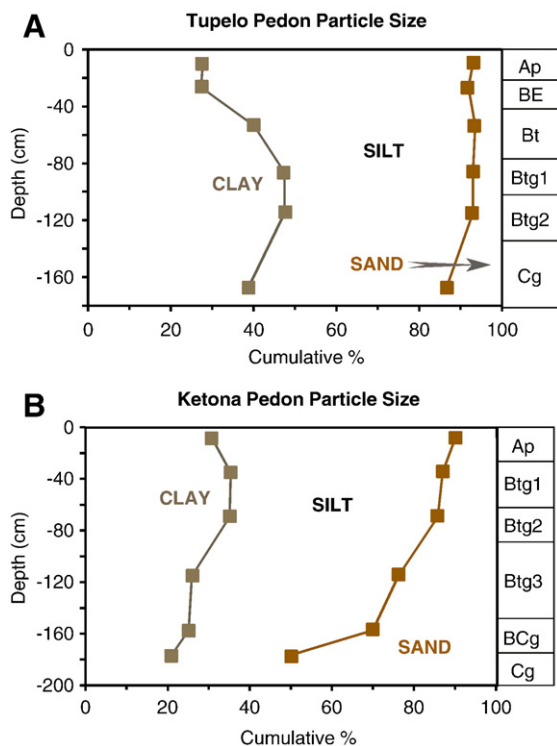 A
Tupelo Pedon Particle Size
0
-40
-80
-120
-160
Depth (cm)
CLAY
SILT
SAND
Ap
BE
Bt
Btg1
Btg2
Cg
0 20 40 60 80 100
Cumulative %
B
Ketona Pedon Particle Size
0
-40
-80
-120
-160
-200
Depth (cm)
CLAY
SILT
SAND
Ap
Btg1
Btg2
Btg3
BCg
Cg
0 20 40 60 80 100
Cumulative %